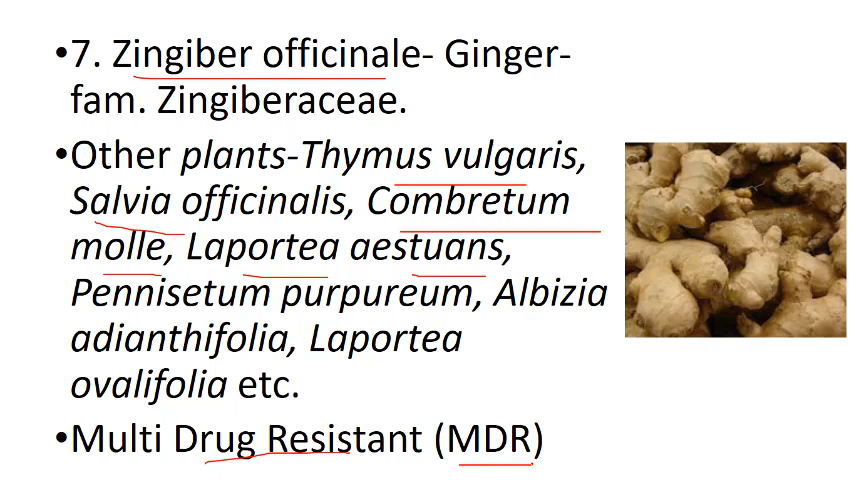 •7. Zingiber officinale- Ginger-
fam. Zingiberaceae.
•Other plants-Thymus vulgaris,
Salvia officinalis, Combretum
molle, Laportea aestuans,
Pennisetum purpureum, Albizia
adianthifolia, Laportea
ovalifolia etc.
•Multi Drug Resistant (MDR)